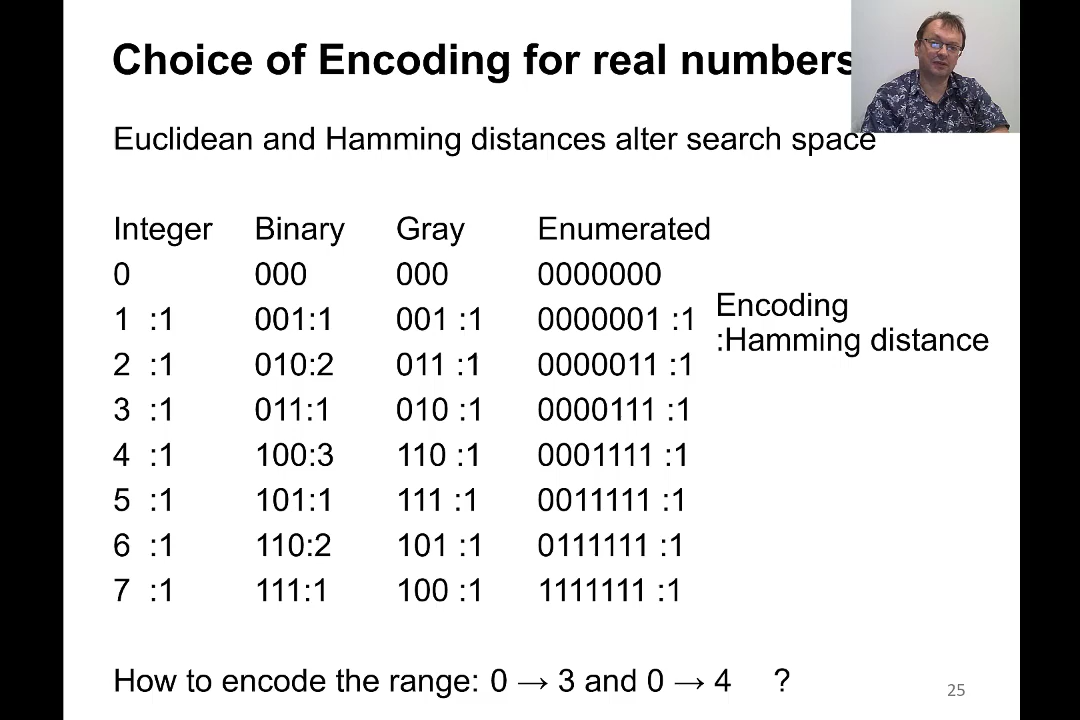 Choice of Encoding for real numbers
Euclidean and Hamming distances alter search space
Integer Binary Gray Enumerated
0 000 000 0000000
1 :1 001:1 001 :1 0000001 :1
2 :1 010:2 011 :1 0000011 :1
3 :1 011:1 010 :1 0000111 :1
4 :1 100:3 110 :1 0001111 :1
5 :1 101:1 111 :1 0011111 :1
6 :1 110:2 101 :1 0111111 :1
7 :1 111:1 100 :1 1111111 :1
Encoding
:Hamming distance
How to encode the range: 0 → 3 and 0 → 4 ?
25